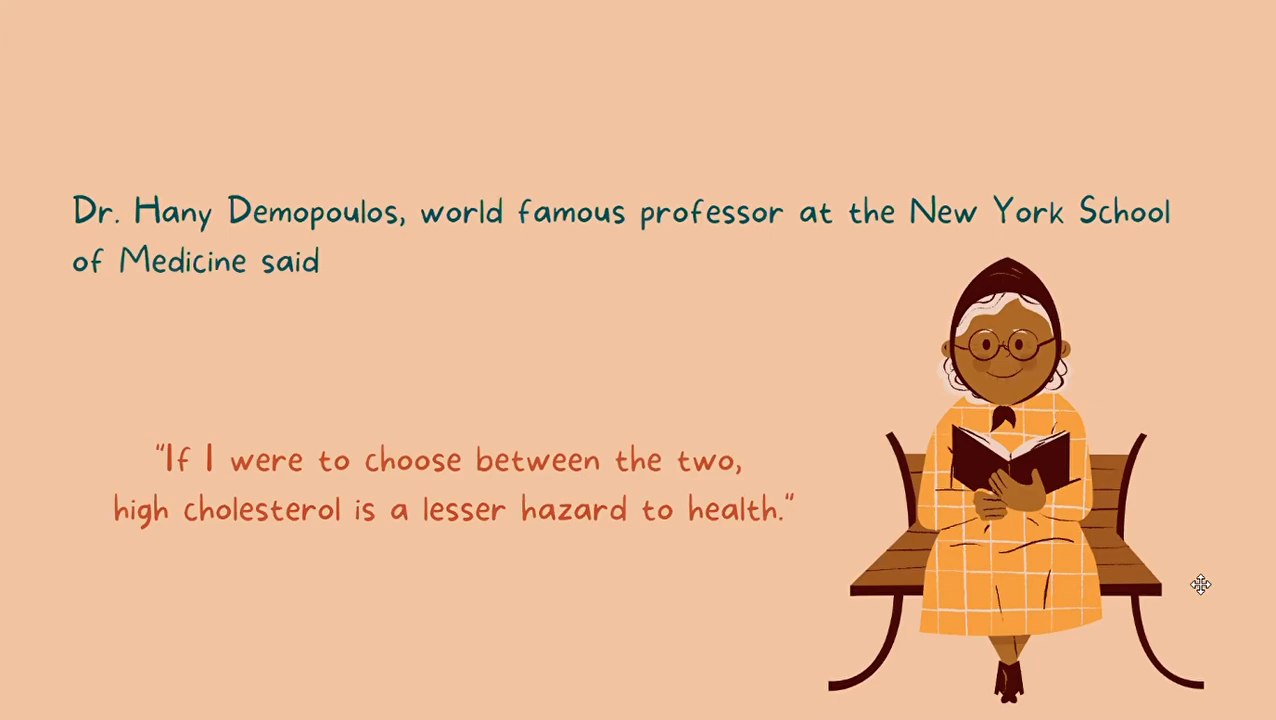 Dr. Hany Demopoulos, world famous professor at the New York School
of Medicine said
"If I were to choose between the two,
high cholesterol is a lesser hazard to health."